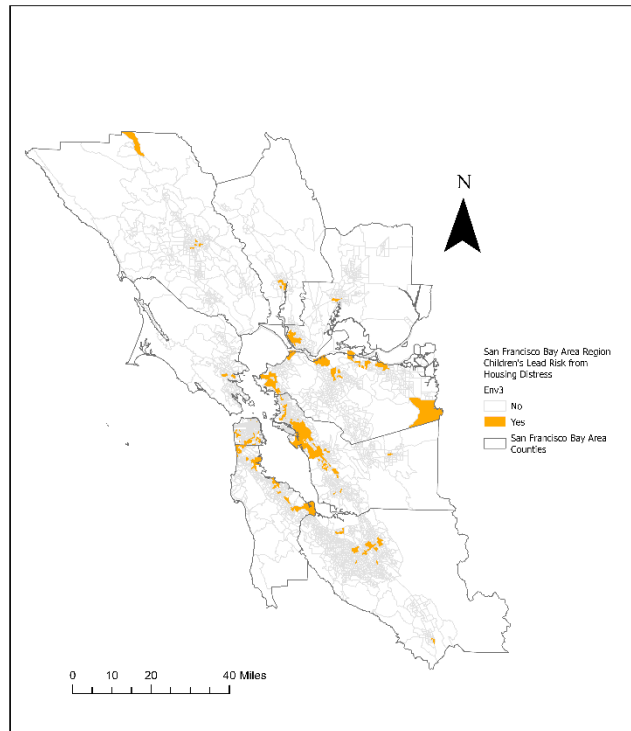 N
San Francisco Bay Area Region
Children's Lead Risk from
Housing Distress
Env3
No
Yes
San Francisco Bay Area
Counties
0 10 20 40 Miles